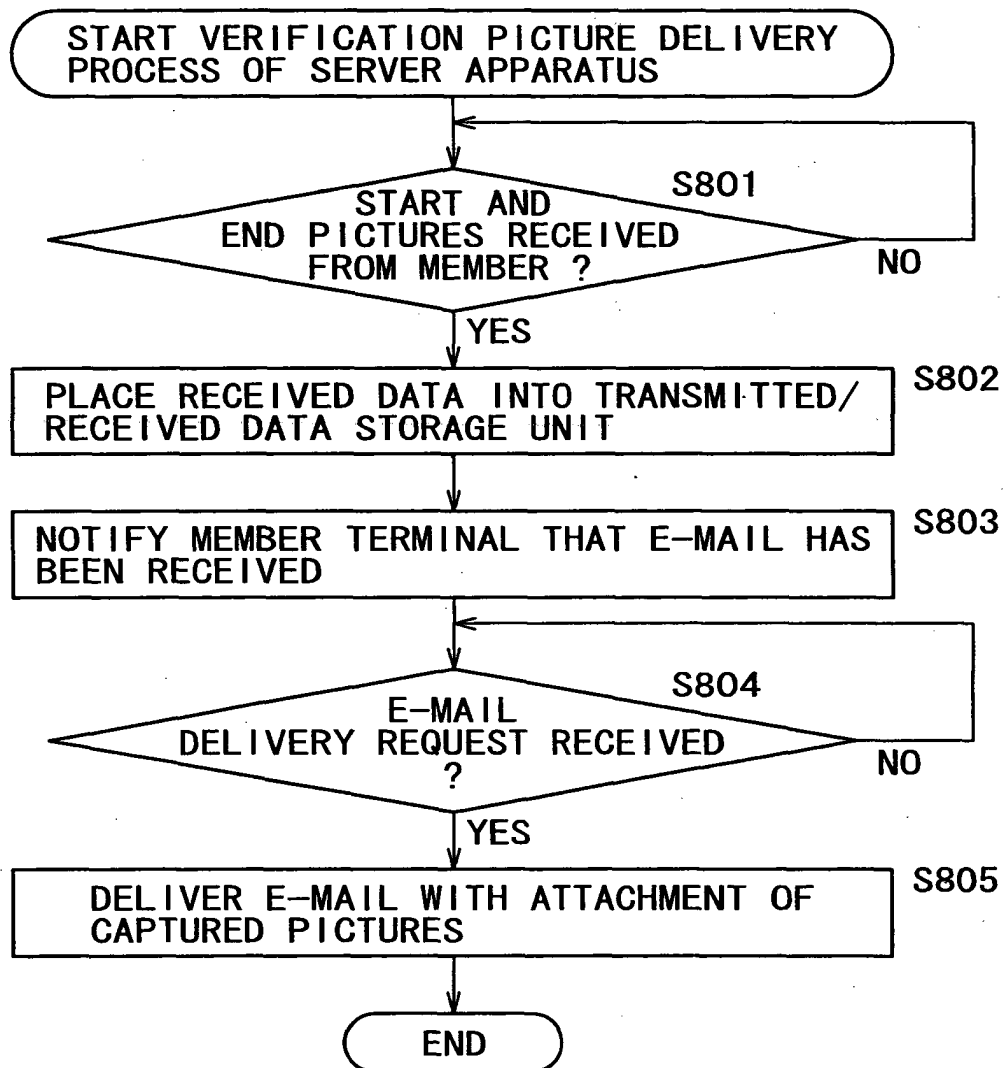 START VERIFICATION PICTURE DELIVERY
PROCESS OF SERVER APPARATUS
S801
START AND
END PICTURES RECEIVED
FROM MEMBER ?
NO
YES
S802
PLACE RECEIVED DATA INTO TRANSMITTED/
RECEIVED DATA STORAGE UNIT
S803
NOTIFY MEMBER TERMINAL THAT E-MAIL HAS
BEEN RECEIVED
S804
E-MAIL
DELIVERY REQUEST RECEIVED
?
NO
YES
S805
DELIVER E-MAIL WITH ATTACHMENT OF
CAPTURED PICTURES
END